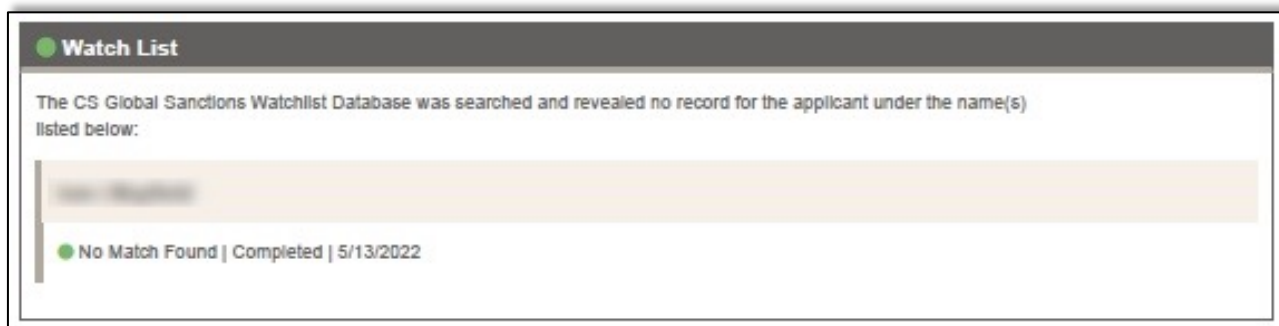 Watch List
The CS Global Sanctions Watchlist Database was searched and revealed no record for the applicant under the name(s)
listed below:
No Match Found | Completed | 5/13/2022